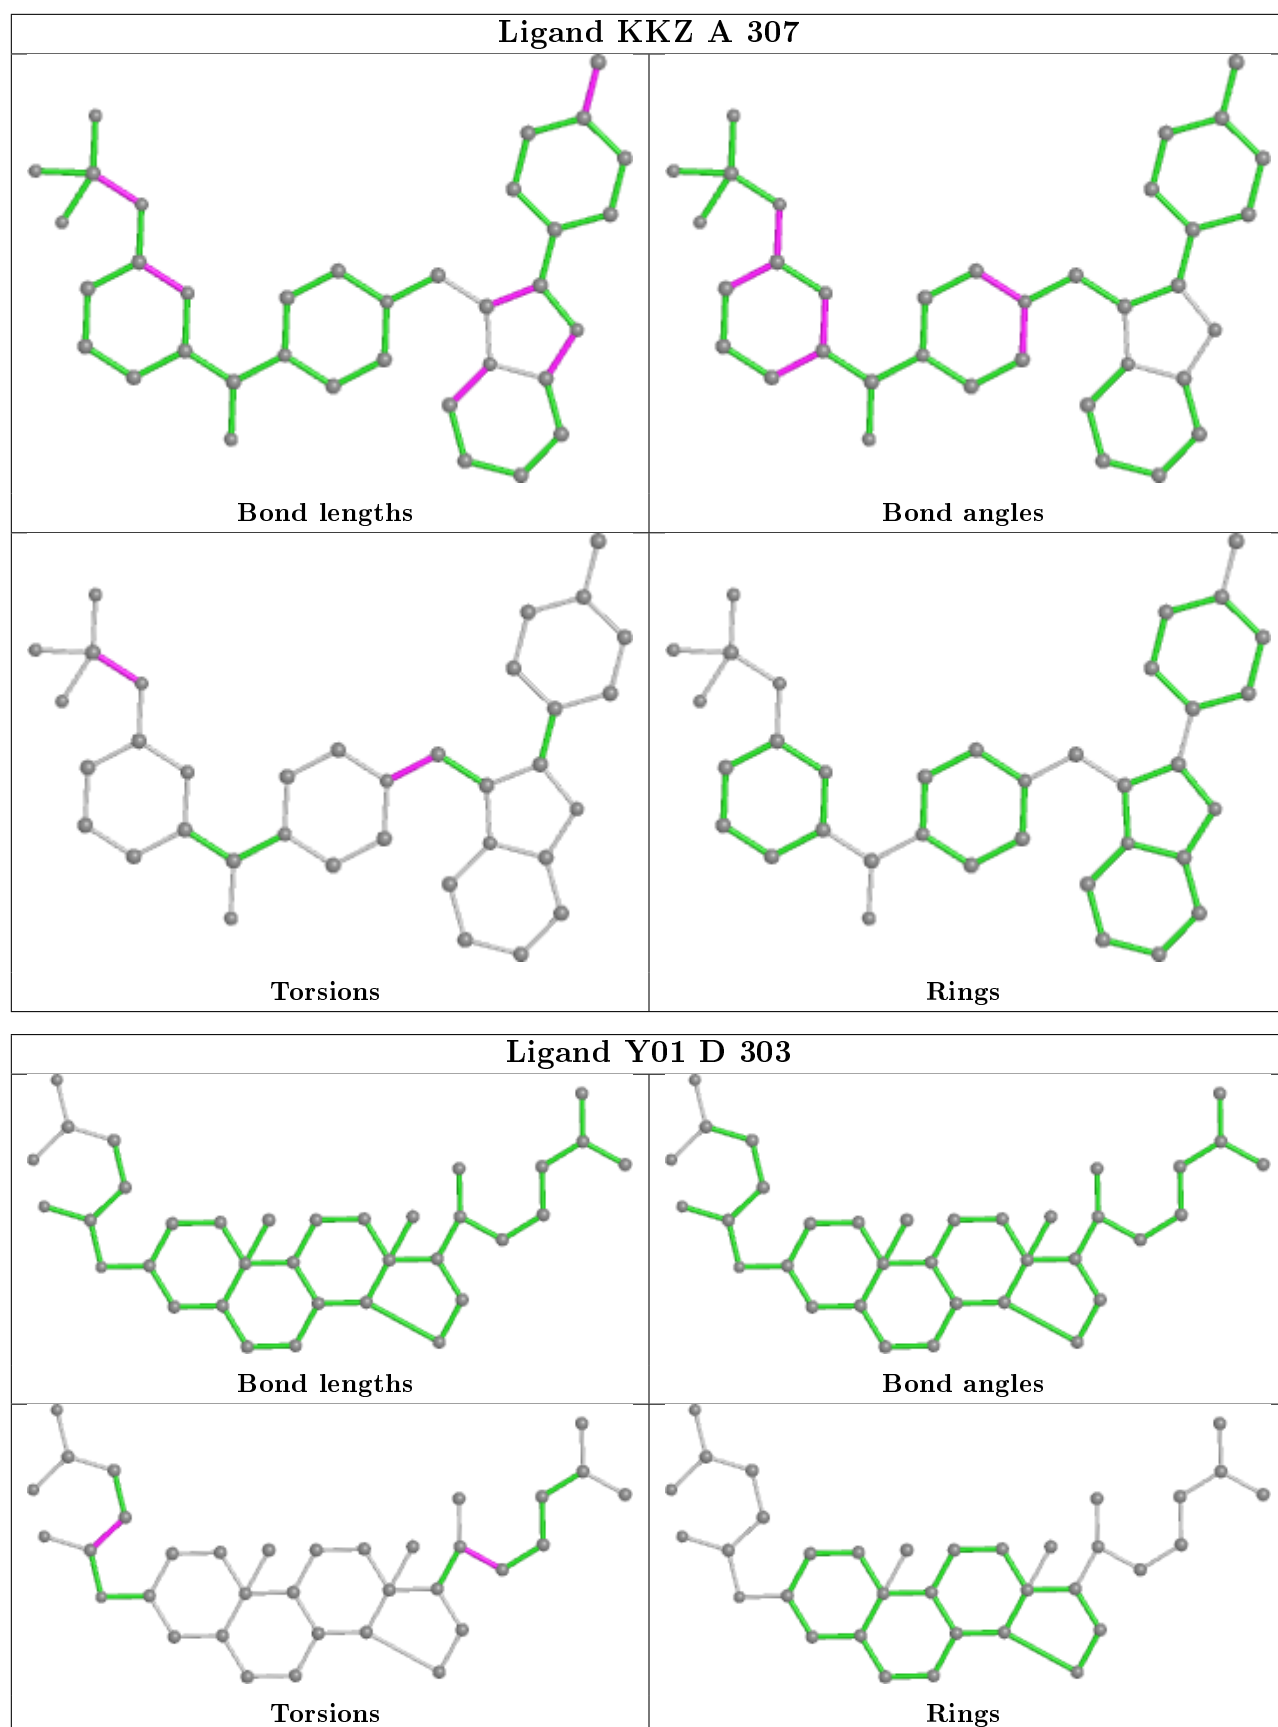 Ligand KKZ A 307
Bond lengths
Bond angles
Torsions
Rings
Ligand Y01 D 303
Bond lengths
Bond angles
Torsions
Rings